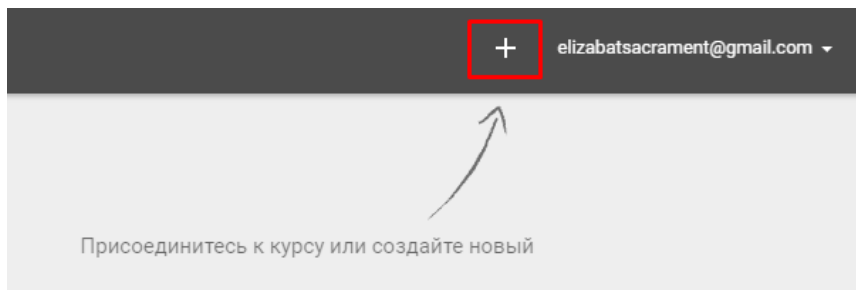 + elizabatsacrament@gmail.com
Присоединитесь к курсу или создайте новый